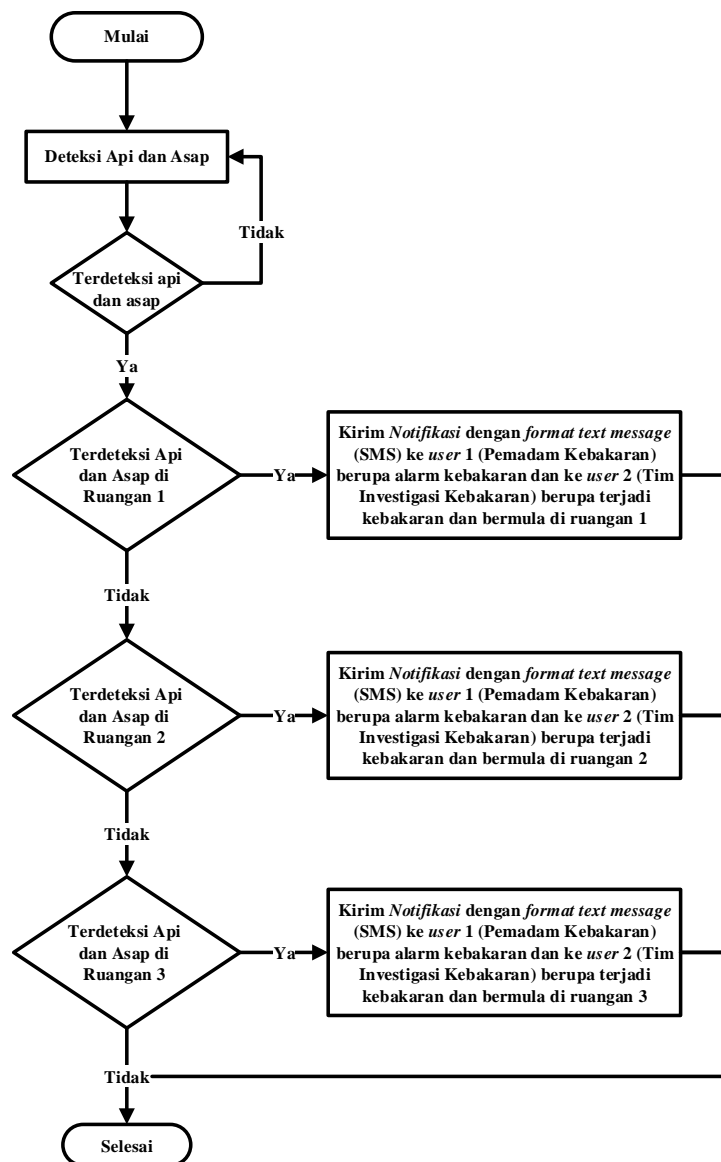 Mulai
Deteksi Api dan Asap
Tidak
Terdeteksi api
dan asap
Ya
Terdeteksi Api
dan Asap di
Ruangan 1
Ya
Kirim Notifikasi dengan format text message
(SMS) ke user 1 (Pemadam Kebakaran)
berupa alarm kebakaran dan ke user 2 (Tim
Investigasi Kebakaran) berupa terjadi
kebakaran dan bermula di ruangan 1
Tidak
Terdeteksi Api
dan Asap di
Ruangan 2
Ya
Kirim Notifikasi dengan format text message
(SMS) ke user 1 (Pemadam Kebakaran)
berupa alarm kebakaran dan ke user 2 (Tim
Investigasi Kebakaran) berupa terjadi
kebakaran dan bermula di ruangan 2
Tidak
Terdeteksi Api
dan Asap di
Ruangan 3
Ya
Kirim Notifikasi dengan format text message
(SMS) ke user 1 (Pemadam Kebakaran)
berupa alarm kebakaran dan ke user 2 (Tim
Investigasi Kebakaran) berupa terjadi
kebakaran dan bermula di ruangan 3
Tidak
Selesai